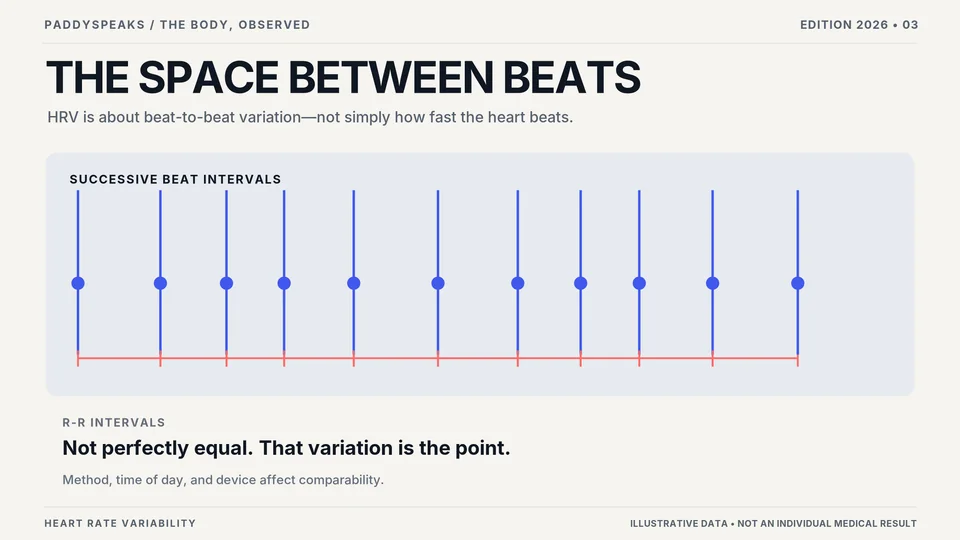 PADDYSPEAKS / THE BODY, OBSERVED
EDITION 2026 • 03
THE SPACE BETWEEN BEATS
HRV is about beat-to-beat variation—not simply how fast the heart beats.
SUCCESSIVE BEAT INTERVALS
R-R INTERVALS
Not perfectly equal. That variation is the point.
Method, time of day, and device affect comparability.
HEART RATE VARIABILITY
ILLUSTRATIVE DATA • NOT AN INDIVIDUAL MEDICAL RESULT